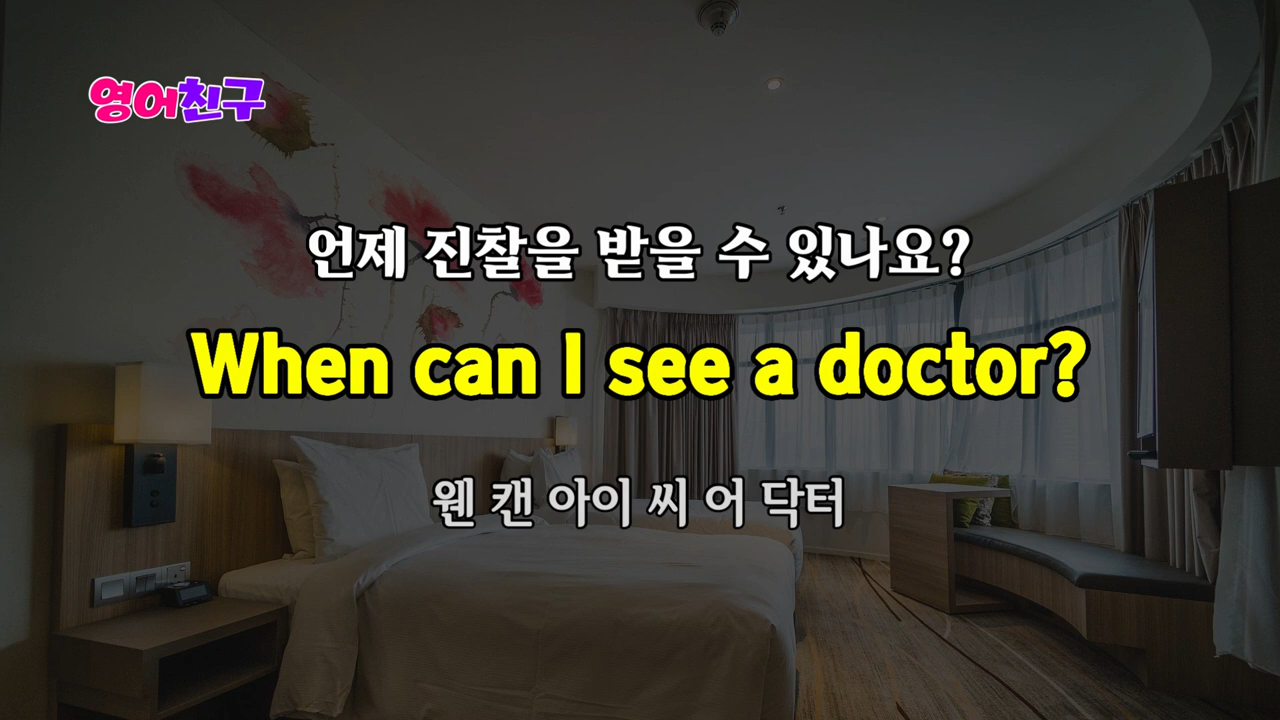 영어친구
언제 진찰을 받을 수 있나요?
When can I see a doctor?
웬 캔 아이 씨 어 닥터